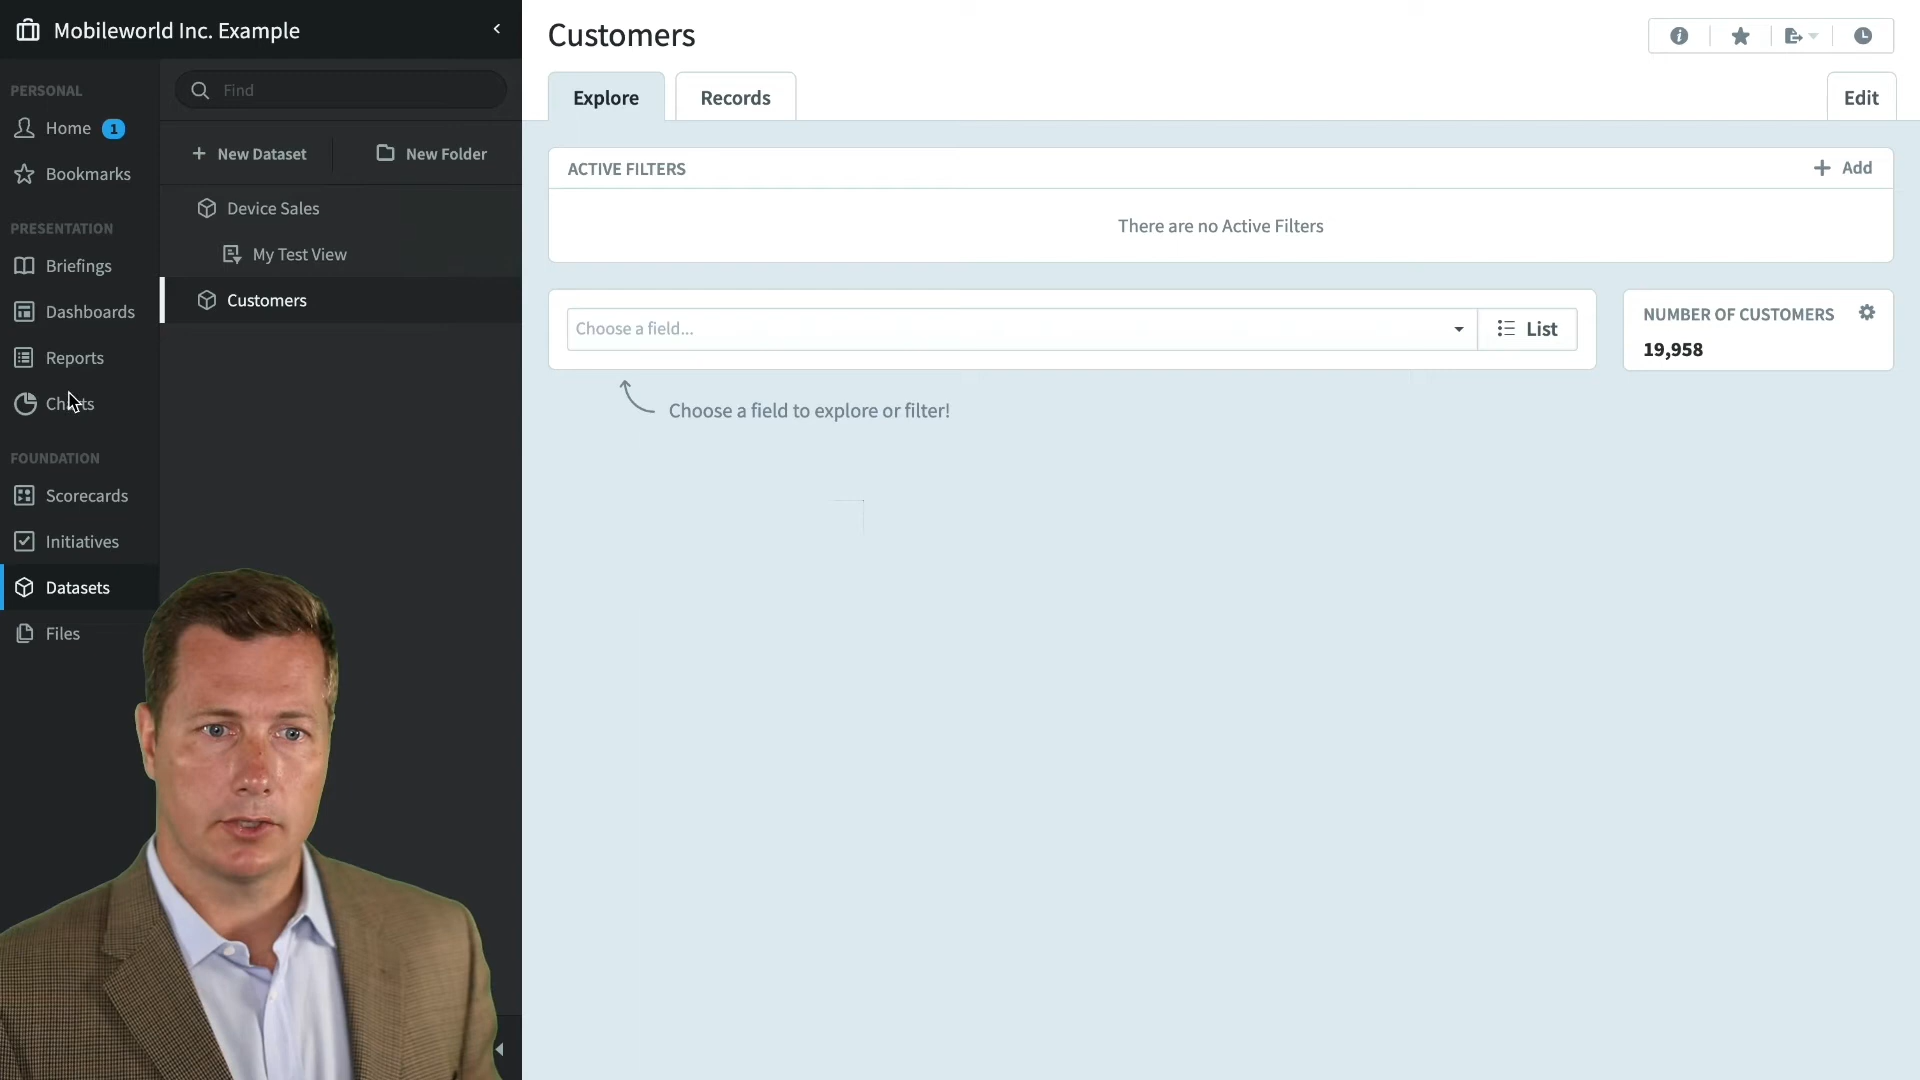 Mobileworld Inc. Example
PERSONAL
Home 1
Bookmarks
PRESENTATION
Briefings
Dashboards
Reports
Charts
FOUNDATION
Scorecards
Initiatives
Datasets
Files
Find
New Dataset
New Folder
Device Sales
My Test View
Customers
Customers
Explore
Records
Edit
ACTIVE FILTERS
Add
There are no Active Filters
Choose a field...
List
NUMBER OF CUSTOMERS
19,958
Choose a field to explore or filter!